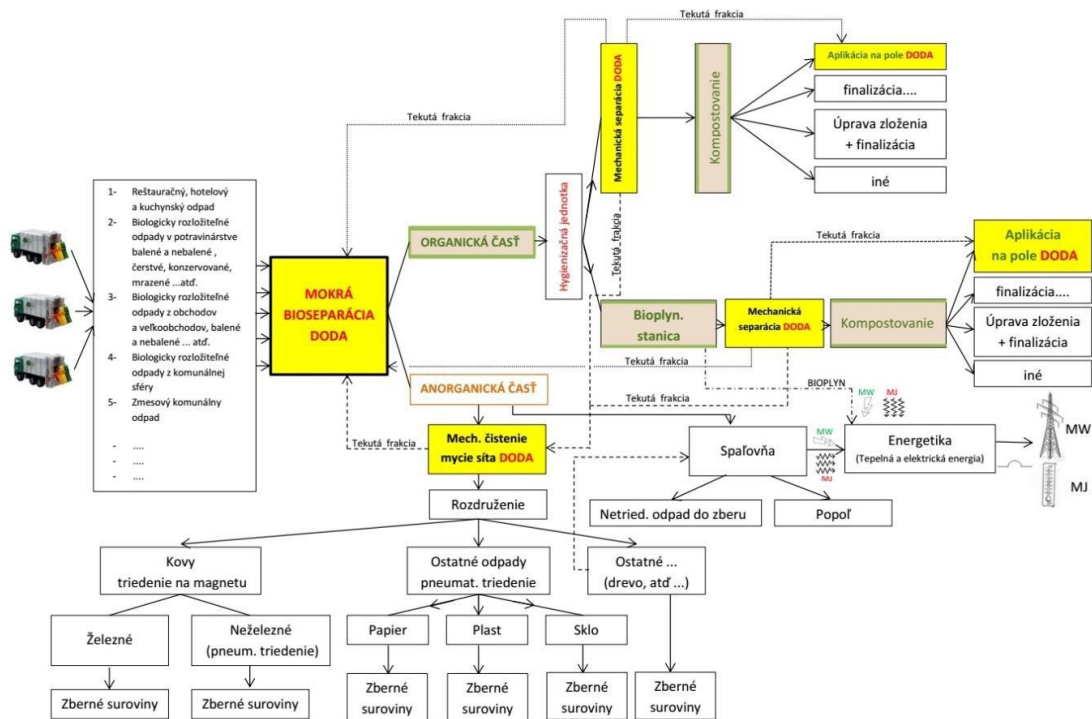 Tekutá frakcia
Tekutá frakcia
Mechanická separácia DODA
Kompostovanie
Aplikácia na pole DODA
finalizácia....
Úprava zloženia
+ finalizácia
iné
1- Reštauračný, hotelový
a kuchynský odpad
2- Biologicky rozložiteľné
odpady v potravinárstve
balené a nebalené ,
čerstvé, konzervované,
mrazené ...atď.
3- Biologicky rozložiteľné
odpady z obchodov
a veľkoobchodov, balené
a nebalené ... atď.
4- Biologicky rozložiteľné
odpady z komunálnej
sféry
5- Zmesový komunálny
odpad
- ....
- ....
- ....
MOKRÁ
BIOSEPARÁCIA
DODA
ORGANICKÁ ČASŤ
Hygienizačná jednotka
Tekutá frakcia
Tekutá frakcia
Aplikácia
na pole DODA
finalizácia....
Úprava zloženia
+ finalizácia
iné
Bioplyn.
stanica
Mechanická
separácia DODA
Kompostovanie
Tekutá frakcia
ANORGANICKÁ ČASŤ
BIOPLYN
MW
MJ
Tekutá frakcia
Tekutá frakcia
Mech. čistenie
mycie síta DODA
Spaľovňa
MW
MJ
Energetika
(Tepelná a elektrická energia)
MW
MJ
Rozdruženie
Netried. odpad do zberu
Popoľ
Kovy
triedenie na magnetu
Ostatné odpady
pneumat. triedenie
Ostatné ...
(drevo, atď ...)
Železné
Neželezné
(pneum. triedenie)
Papier
Plast
Sklo
Zberné suroviny
Zberné suroviny
Zberné
suroviny
Zberné
suroviny
Zberné
suroviny
Zberné
suroviny